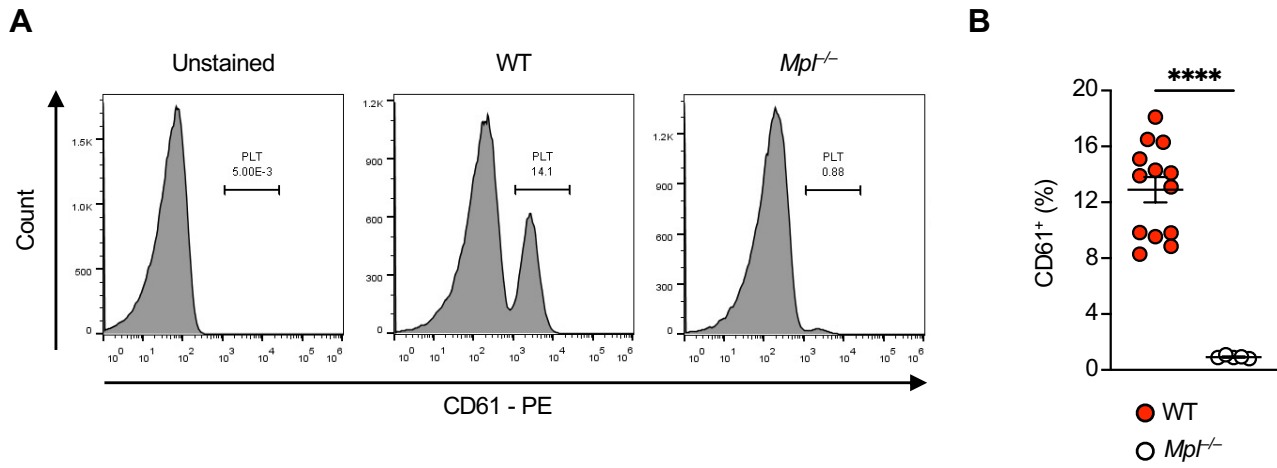 A
B
Unstained
WT
Mpl–/–
Count
1.5K
1.0K
500
0
PLT
5.00E-3
10⁰ 10¹ 10² 10³ 10⁴ 10⁵ 10⁶
1.2K
900
600
300
0
PLT
14.1
10⁰ 10¹ 10² 10³ 10⁴ 10⁵ 10⁶
1.2K
900
600
300
0
PLT
0.88
10⁰ 10¹ 10² 10³ 10⁴ 10⁵ 10⁶
CD61 - PE
****
CD61⁺ (%)
20
16
12
8
4
0
WT
Mpl–/–